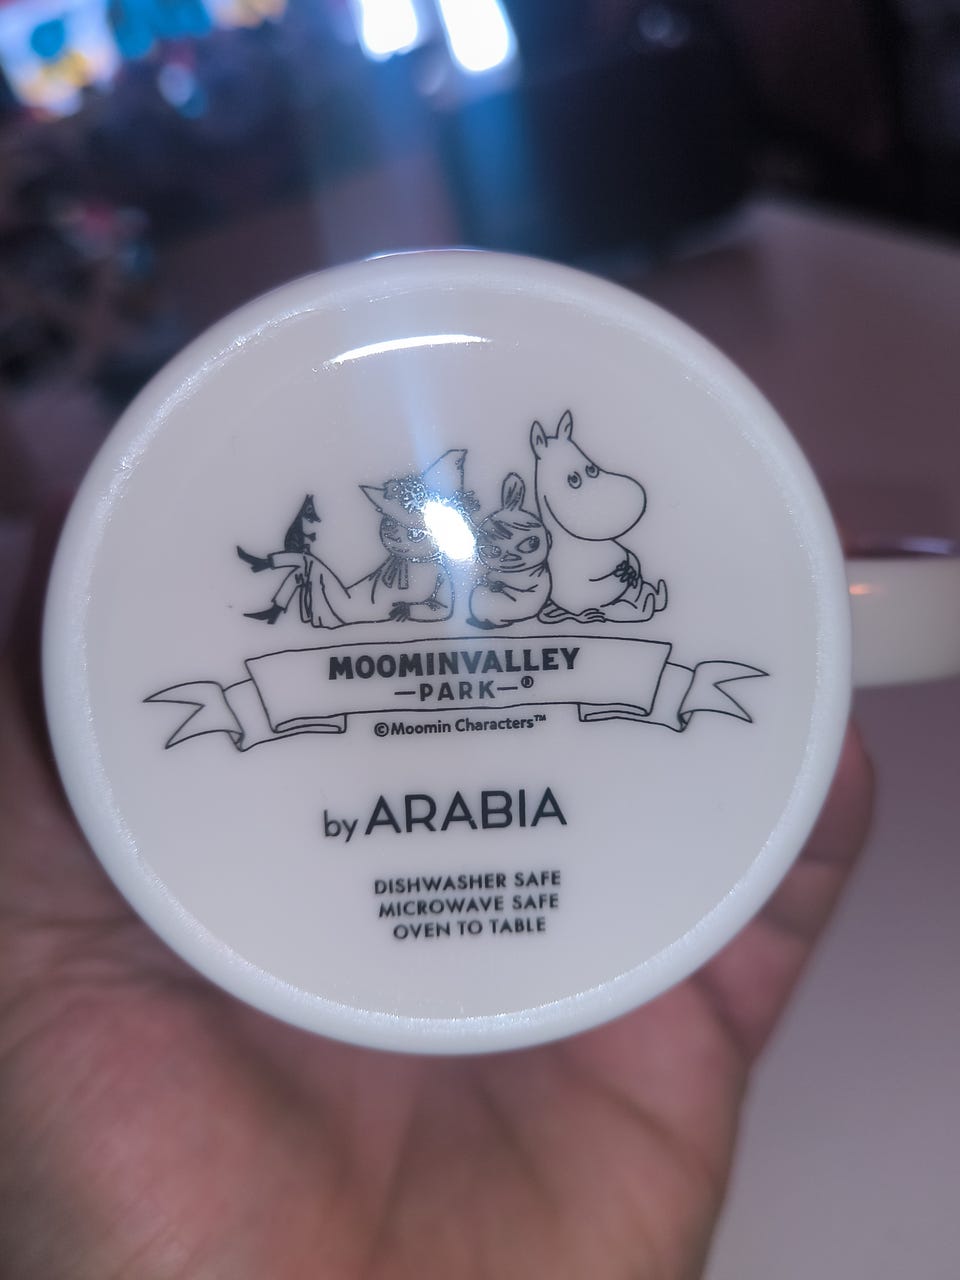 MOOMINVALLEY
—PARK—®
©Moomin Characters™
by ARABIA
DISHWASHER SAFE
MICROWAVE SAFE
OVEN TO TABLE